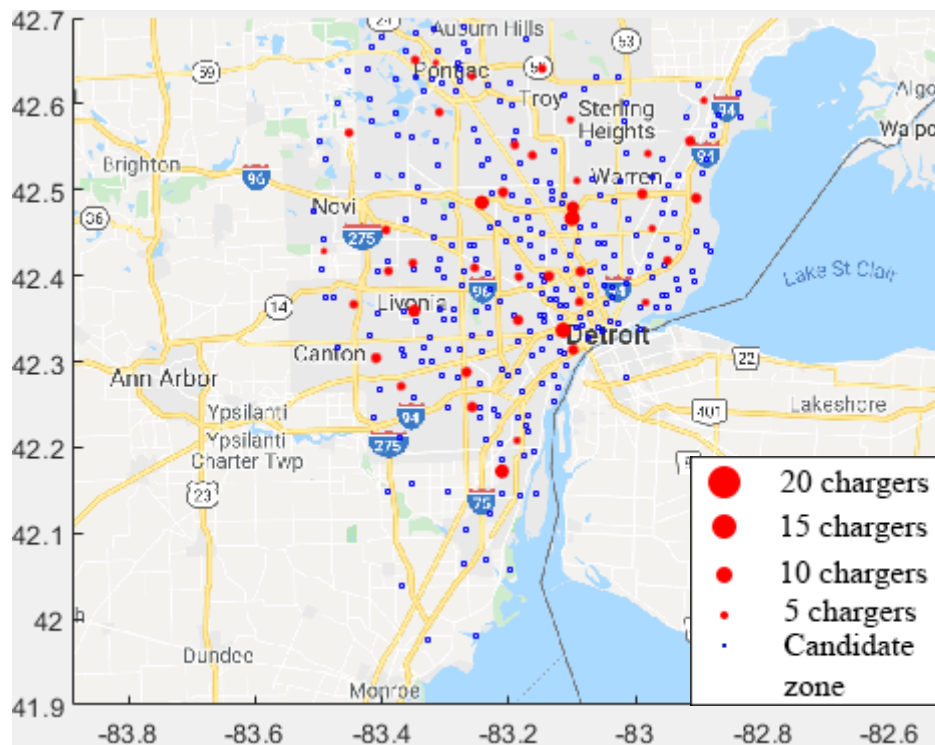 42.7
24
Auburn Hills
53
59
Pontiac
59
42.6
Troy
94
Algo
Sterling
Heights
Walpo
Brighton
94
96
42.5
Warren
Novi
36
275
42.4
96
94
Lake St Clair
14
Livonia
Detroit
42.3
Canton
22
Ann Arbor
Ypsilanti
94
401
Lakeshore
42.2
275
Ypsilanti
Charter Twp
23
75
42.1
20 chargers
15 chargers
10 chargers
5 chargers
Candidate
zone
42
Dundee
Monroe
41.9
-83.8
-83.6
-83.4
-83.2
-83
-82.8
-82.6